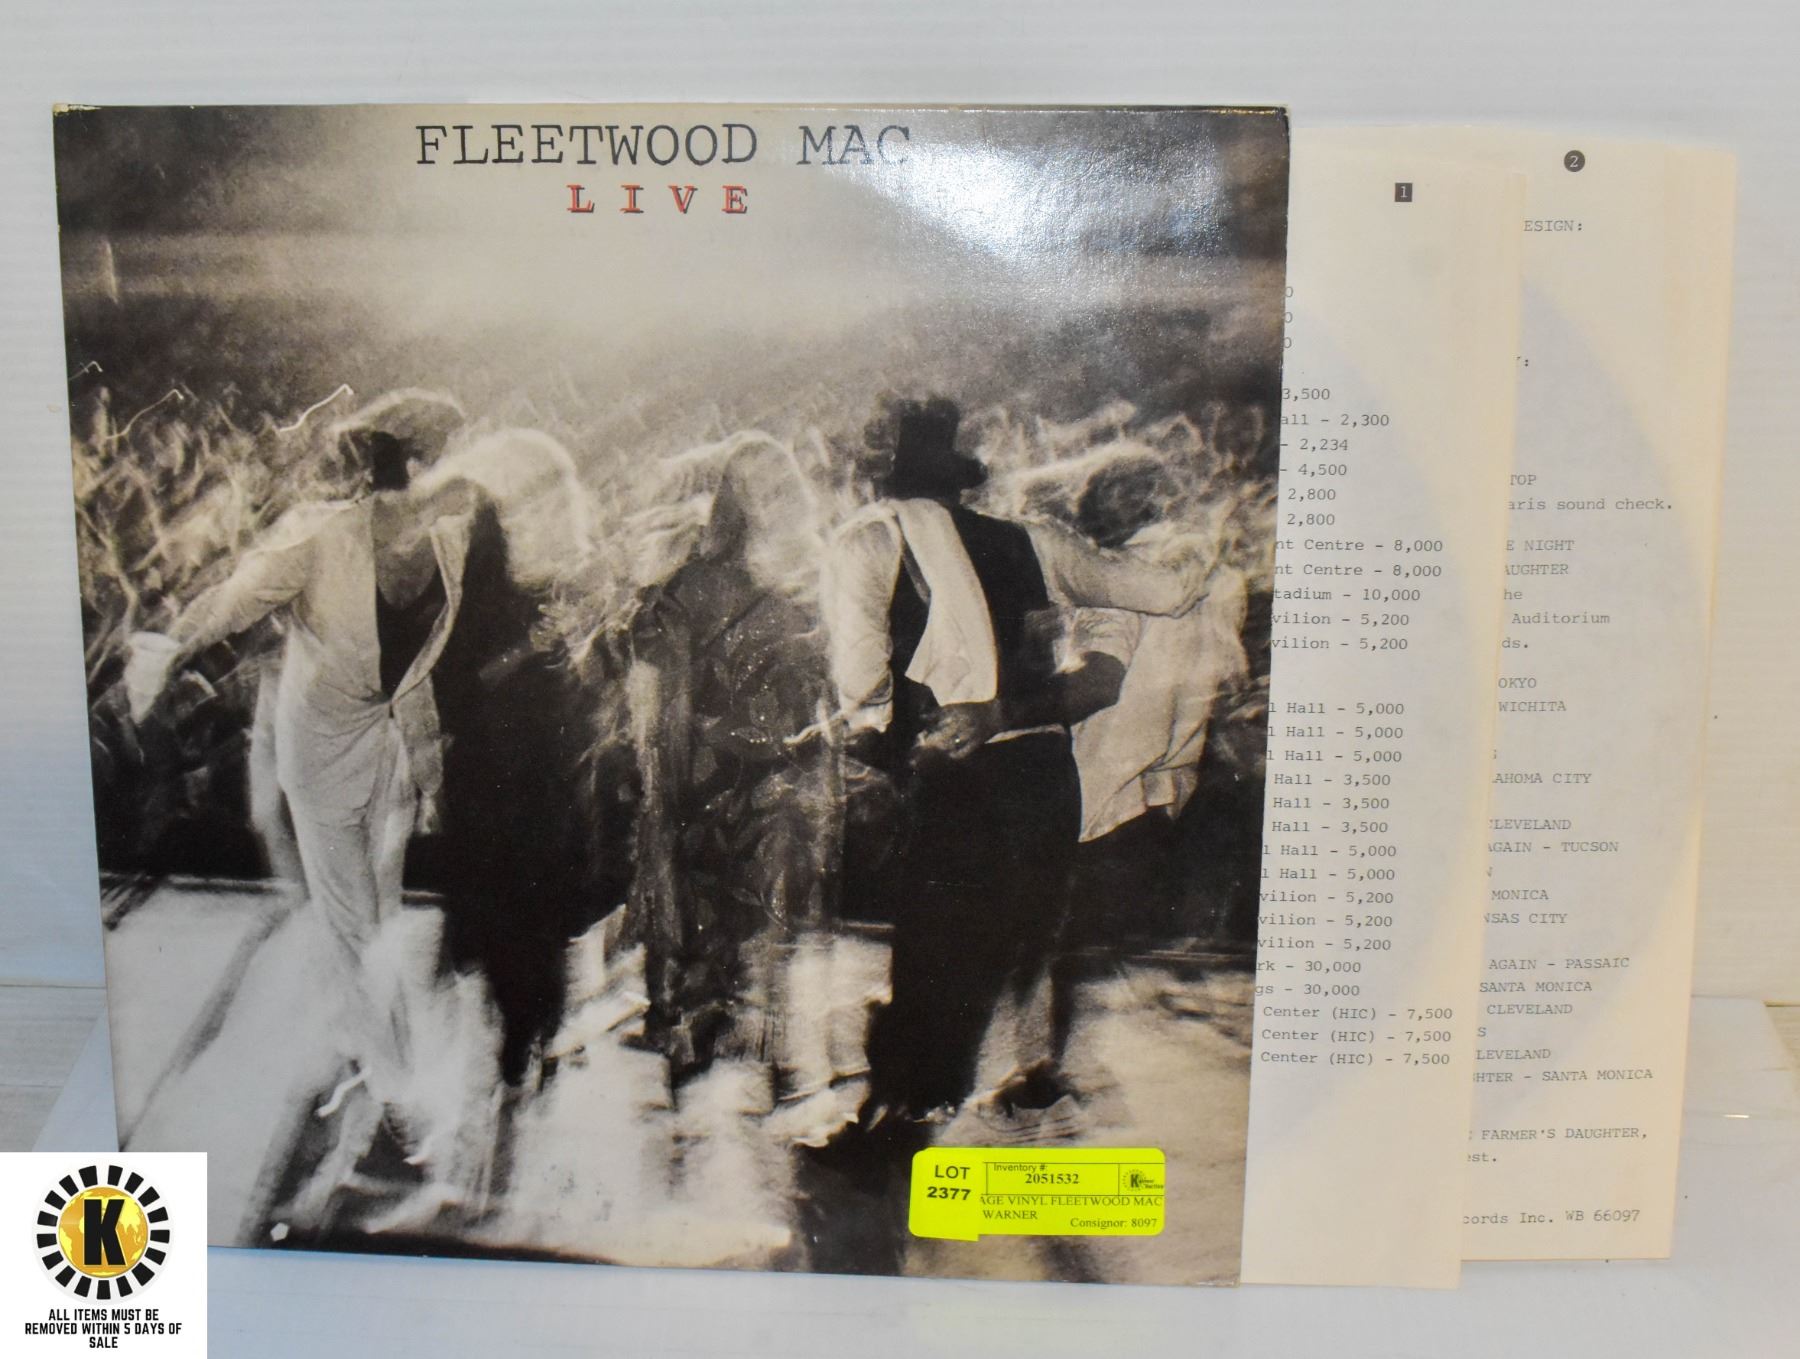 FLEETWOOD MAC
LIVE
1
3,500
all - 2,300
- 2,234
- 4,500
2,800
2,800
nt Centre - 8,000
nt Centre - 8,000
tadium - 10,000
vilion - 5,200
vilion - 5,200
l Hall - 5,000
l Hall - 5,000
l Hall - 5,000
Hall - 3,500
Hall - 3,500
Hall - 3,500
l Hall - 5,000
l Hall - 5,000
vilion - 5,200
vilion - 5,200
vilion - 5,200
rk - 30,000
gs - 30,000
Center (HIC) - 7,500
Center (HIC) - 7,500
Center (HIC) - 7,500
2
ESIGN:
TOP
aris sound check.
E NIGHT
AUGHTER
he
Auditorium
ds.
OKYO
WICHITA
AHOMA CITY
CLEVELAND
AGAIN - TUCSON
N
MONICA
NSAS CITY
AGAIN - PASSAIC
SANTA MONICA
CLEVELAND
S
LEVELAND
HTER - SANTA MONICA
FARMER'S DAUGHTER,
est.
cords Inc. WB 66097
LOT
2377
Inventory #:
2051532
AGE VINYL FLEETWOOD MAC
WARNER
Consignor: 8097
K
ALL ITEMS MUST BE
REMOVED WITHIN 5 DAYS OF
SALE